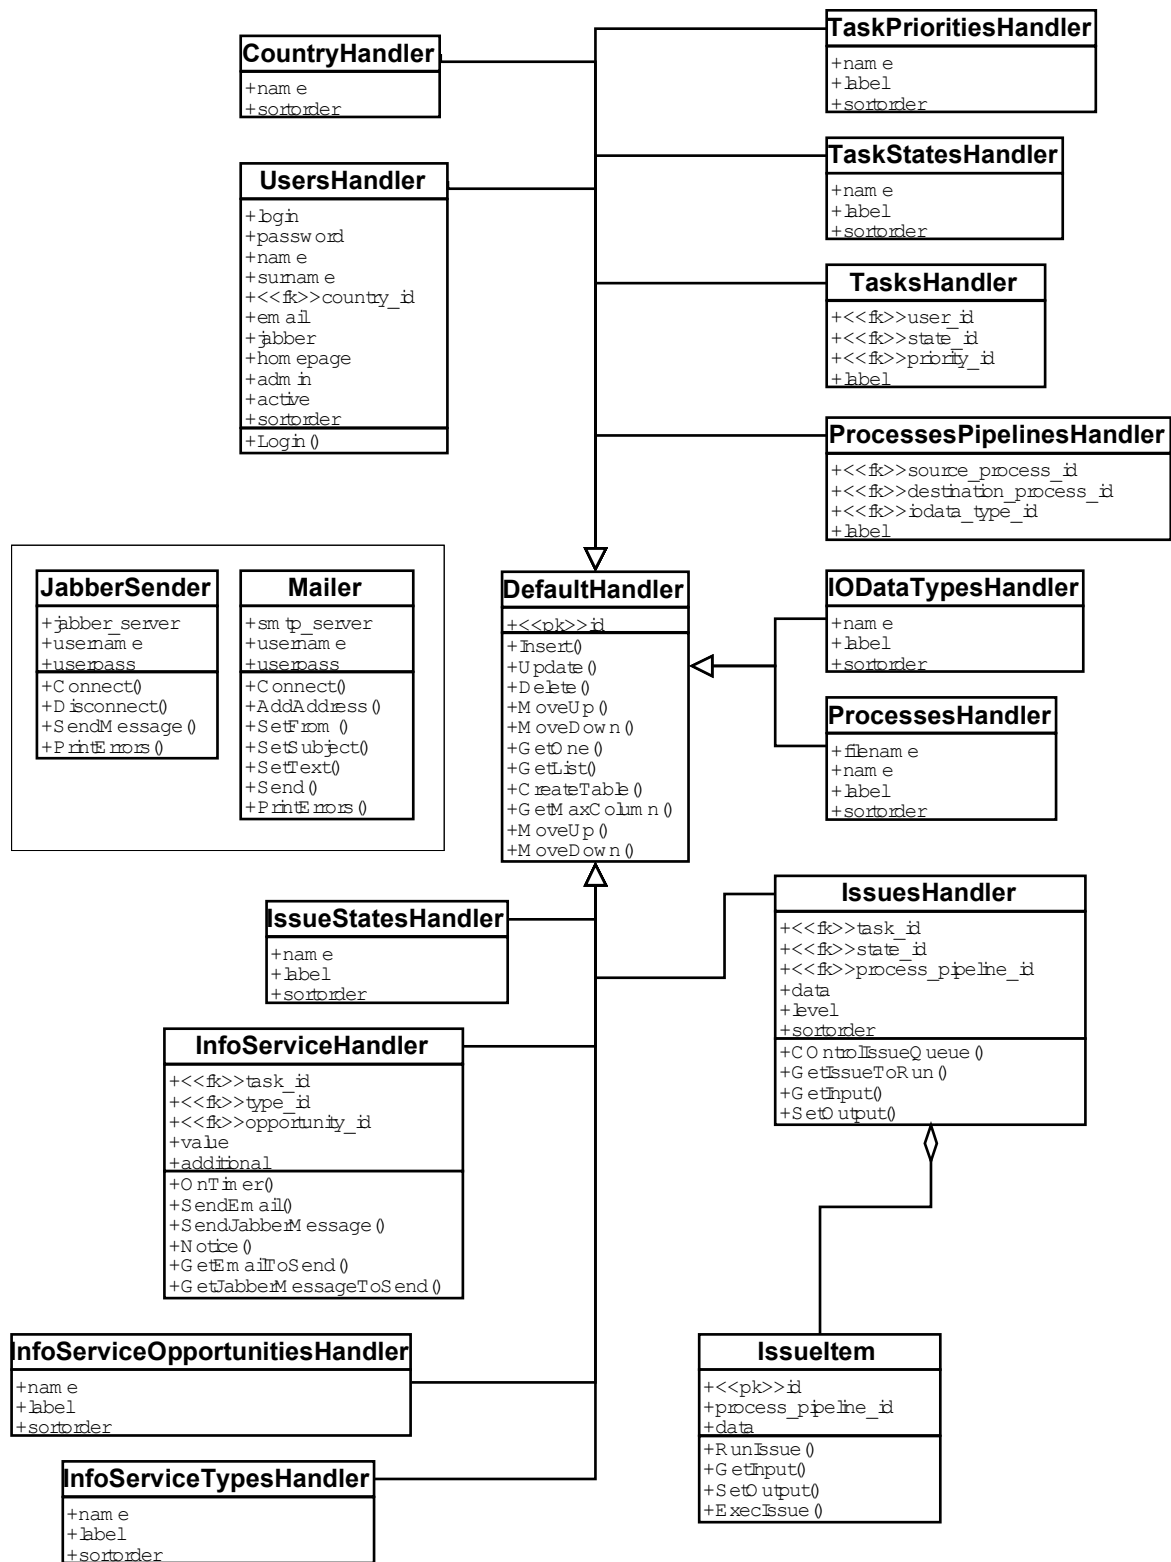 CountryHandler
+name
+sortorder
UsersHandler
+login
+password
+name
+surname
+<<fk>>country_id
+email
+jabber
+homepage
+admin
+active
+sortorder
+Login()
TaskPrioritiesHandler
+name
+label
+sortorder
TaskStatesHandler
+name
+label
+sortorder
TasksHandler
+<<fk>>user_id
+<<fk>>state_id
+<<fk>>priority_id
+label
ProcessesPipelinesHandler
+<<fk>>source_process_id
+<<fk>>destination_process_id
+<<fk>>iodata_type_id
+label
JabberSender
+jabber_server
+username
+userpass
+Connect()
+Disconnect()
+SendMessage()
+PrintErrors()
Mailer
+smtp_server
+username
+userpass
+Connect()
+AddAddress()
+SetFrom()
+SetSubject()
+SetText()
+Send()
+PrintErrors()
DefaultHandler
+<<pk>>id
+Insert()
+Update()
+Delete()
+MoveUp()
+MoveDown()
+GetOne()
+GetList()
+CreateTable()
+GetMaxColumn()
+MoveUp()
+MoveDown()
IODataTypesHandler
+name
+label
+sortorder
ProcessesHandler
+filename
+name
+label
+sortorder
IssueStatesHandler
+name
+label
+sortorder
IssuesHandler
+<<fk>>task_id
+<<fk>>state_id
+<<fk>>process_pipeline_id
+data
+level
+sortorder
+COntrolIssueQueue()
+GetIssueToRun()
+GetInput()
+SetOutput()
InfoServiceHandler
+<<fk>>task_id
+<<fk>>type_id
+<<fk>>opportunity_id
+value
+additional
+OnTimer()
+SendEmail()
+SendJabberMessage()
+Notice()
+GetEmailToSend()
+GetJabberMessageToSend()
InfoServiceOpportunitiesHandler
+name
+label
+sortorder
IssueItem
+<<pk>>id
+process_pipeline_id
+data
+RunIssue()
+GetInput()
+SetOutput()
+ExecIssue()
InfoServiceTypesHandler
+name
+label
+sortorder